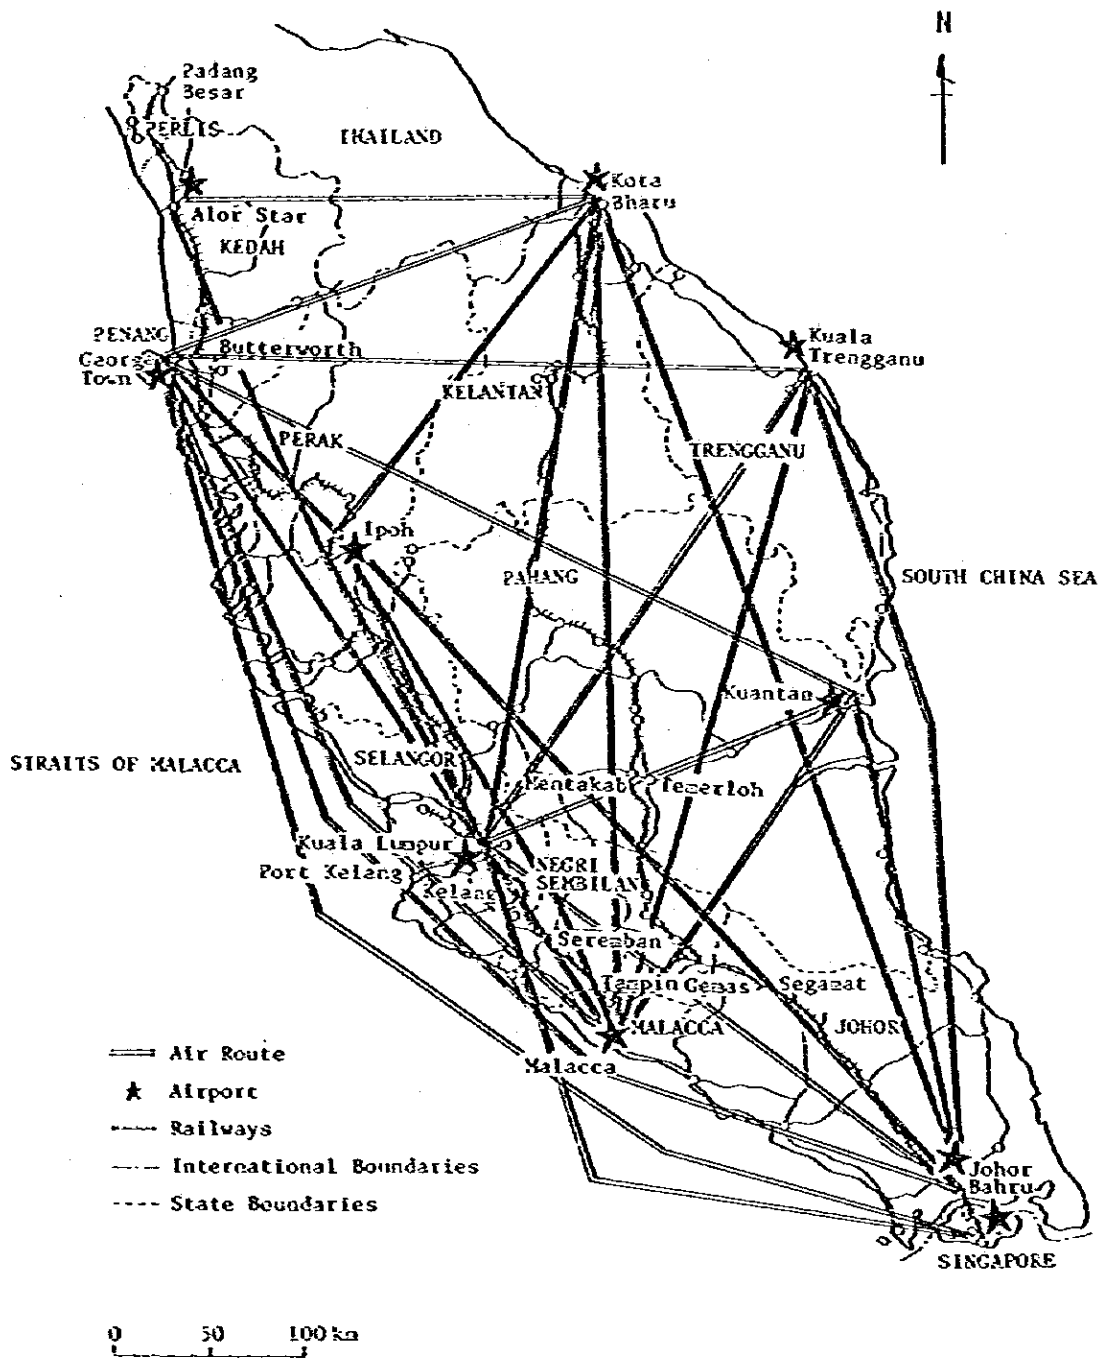 N
Padang
Besar
PERLIS
THAILAND
Kota
Bharu
Alor Star
KEDAH
PENANG
Georg
Town
Butterworth
Kuala
Trengganu
KELANTAN
PERAK
TRENGGANU
Ipoh
PAHANG
SOUTH CHINA SEA
Kuantan
STRAITS OF MALACCA
SELANGOR
Mentakab
Temerloh
Kuala Lumpur
Port Kelang
Kelang
NEGRI
SEMBILAN
Seremban
Tampin
Gemas
Segamat
MALACCA
JOHOR
Malacca
Air Route
Airport
Railways
International Boundaries
State Boundaries
Johor
Bahru
SINGAPORE
0 50 100 km